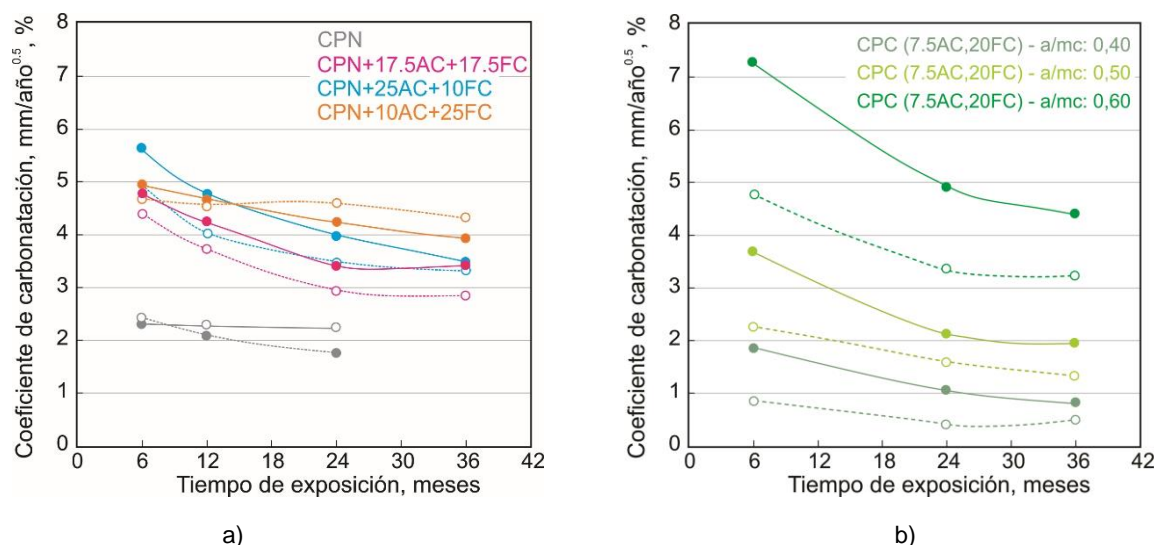 Coeficiente de carbonatación, mm/año^0.5, %
8
7
6
5
4
3
2
1
0
CPN
CPN+17.5AC+17.5FC
CPN+25AC+10FC
CPN+10AC+25FC
0 6 12 24 30 36 42
Tiempo de exposición, meses
a)
Coeficiente de carbonatación, mm/año^0.5, %
8
7
6
5
4
3
2
1
0
CPC (7.5AC,20FC) - a/mc: 0,40
CPC (7.5AC,20FC) - a/mc: 0,50
CPC (7.5AC,20FC) - a/mc: 0,60
0 6 12 18 24 30 36 42
Tiempo de exposición, meses
b)